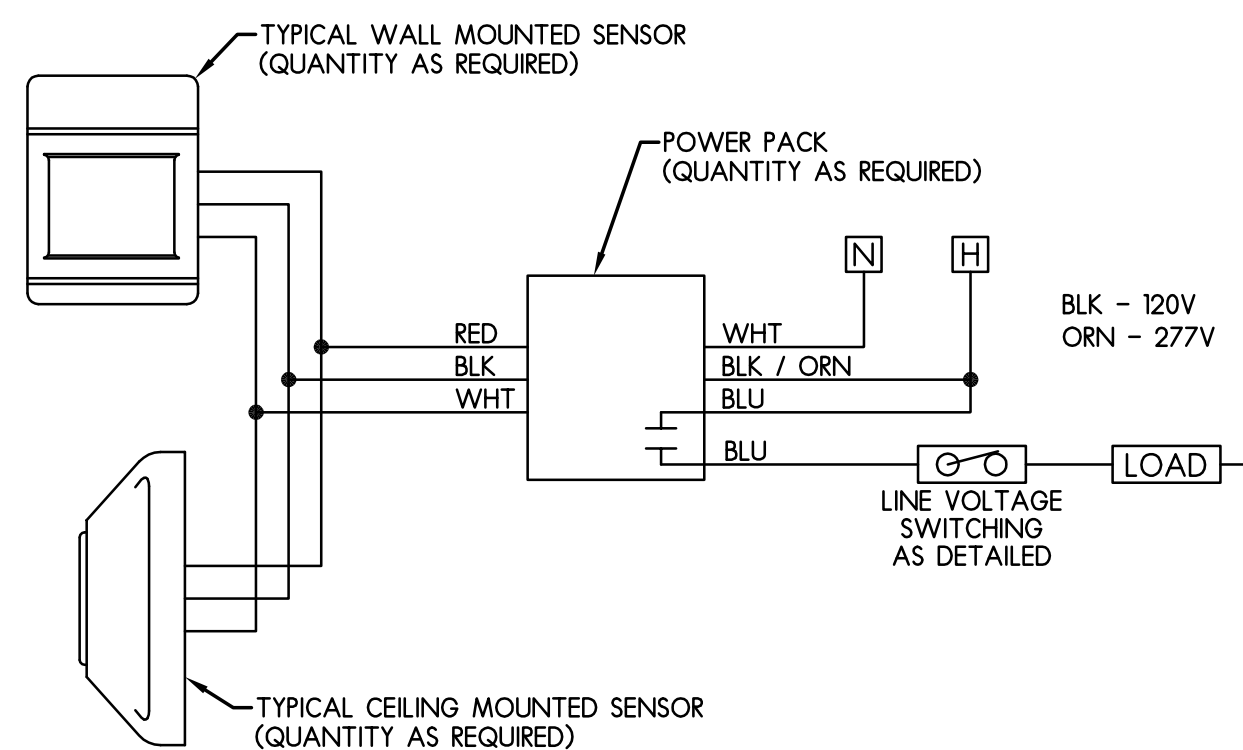 TYPICAL WALL MOUNTED SENSOR
(QUANTITY AS REQUIRED)
POWER PACK
(QUANTITY AS REQUIRED)
N
H
BLK - 120V
ORN - 277V
RED
BLK
WHT
WHT
BLK / ORN
BLU
BLU
LOAD
LINE VOLTAGE
SWITCHING
AS DETAILED
TYPICAL CEILING MOUNTED SENSOR
(QUANTITY AS REQUIRED)